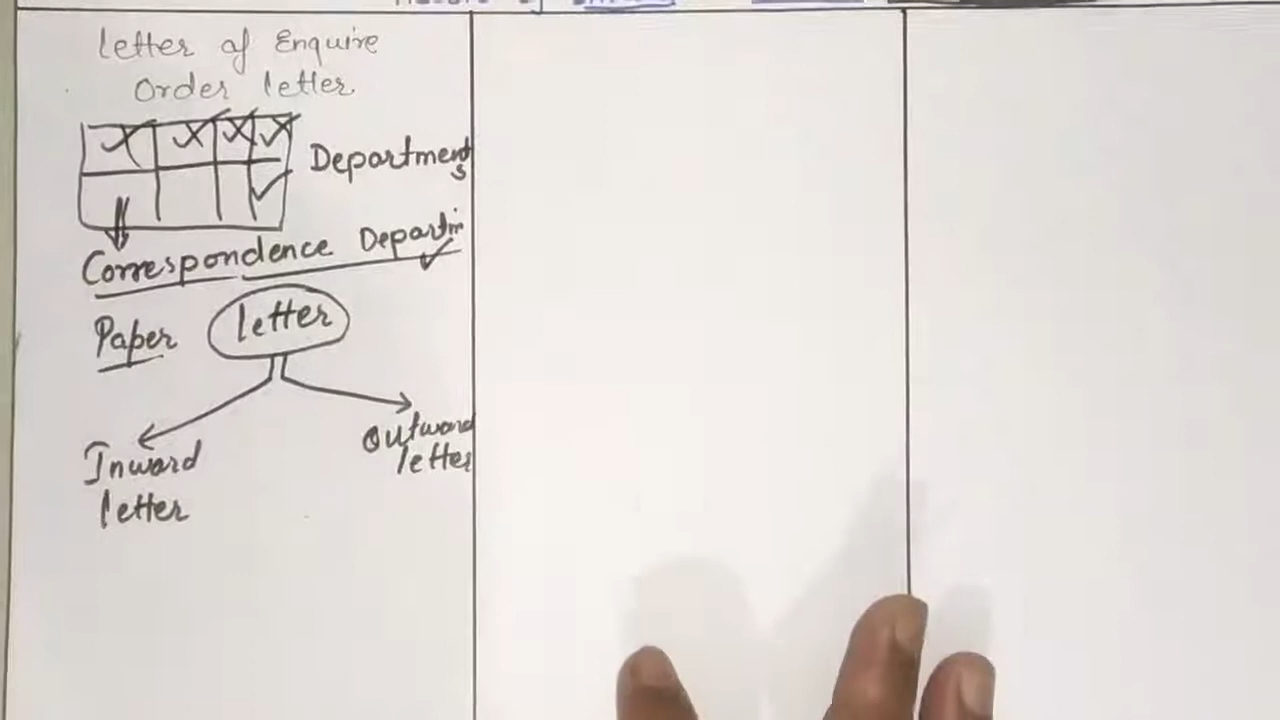 Letter of Enquire
Order letter
Departments
Correspondence Departm
Paper
letter
Inward
letter
Outward
letter